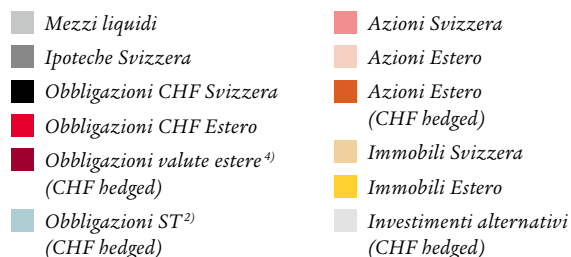 Mezzi liquidi
Ipoteche Svizzera
Obbligazioni CHF Svizzera
Obbligazioni CHF Estero
Obbligazioni valute estere 4)
(CHF hedged)
Obbligazioni ST 2)
(CHF hedged)
Azioni Svizzera
Azioni Estero
Azioni Estero
(CHF hedged)
Immobili Svizzera
Immobili Estero
Investimenti alternativi
(CHF hedged)